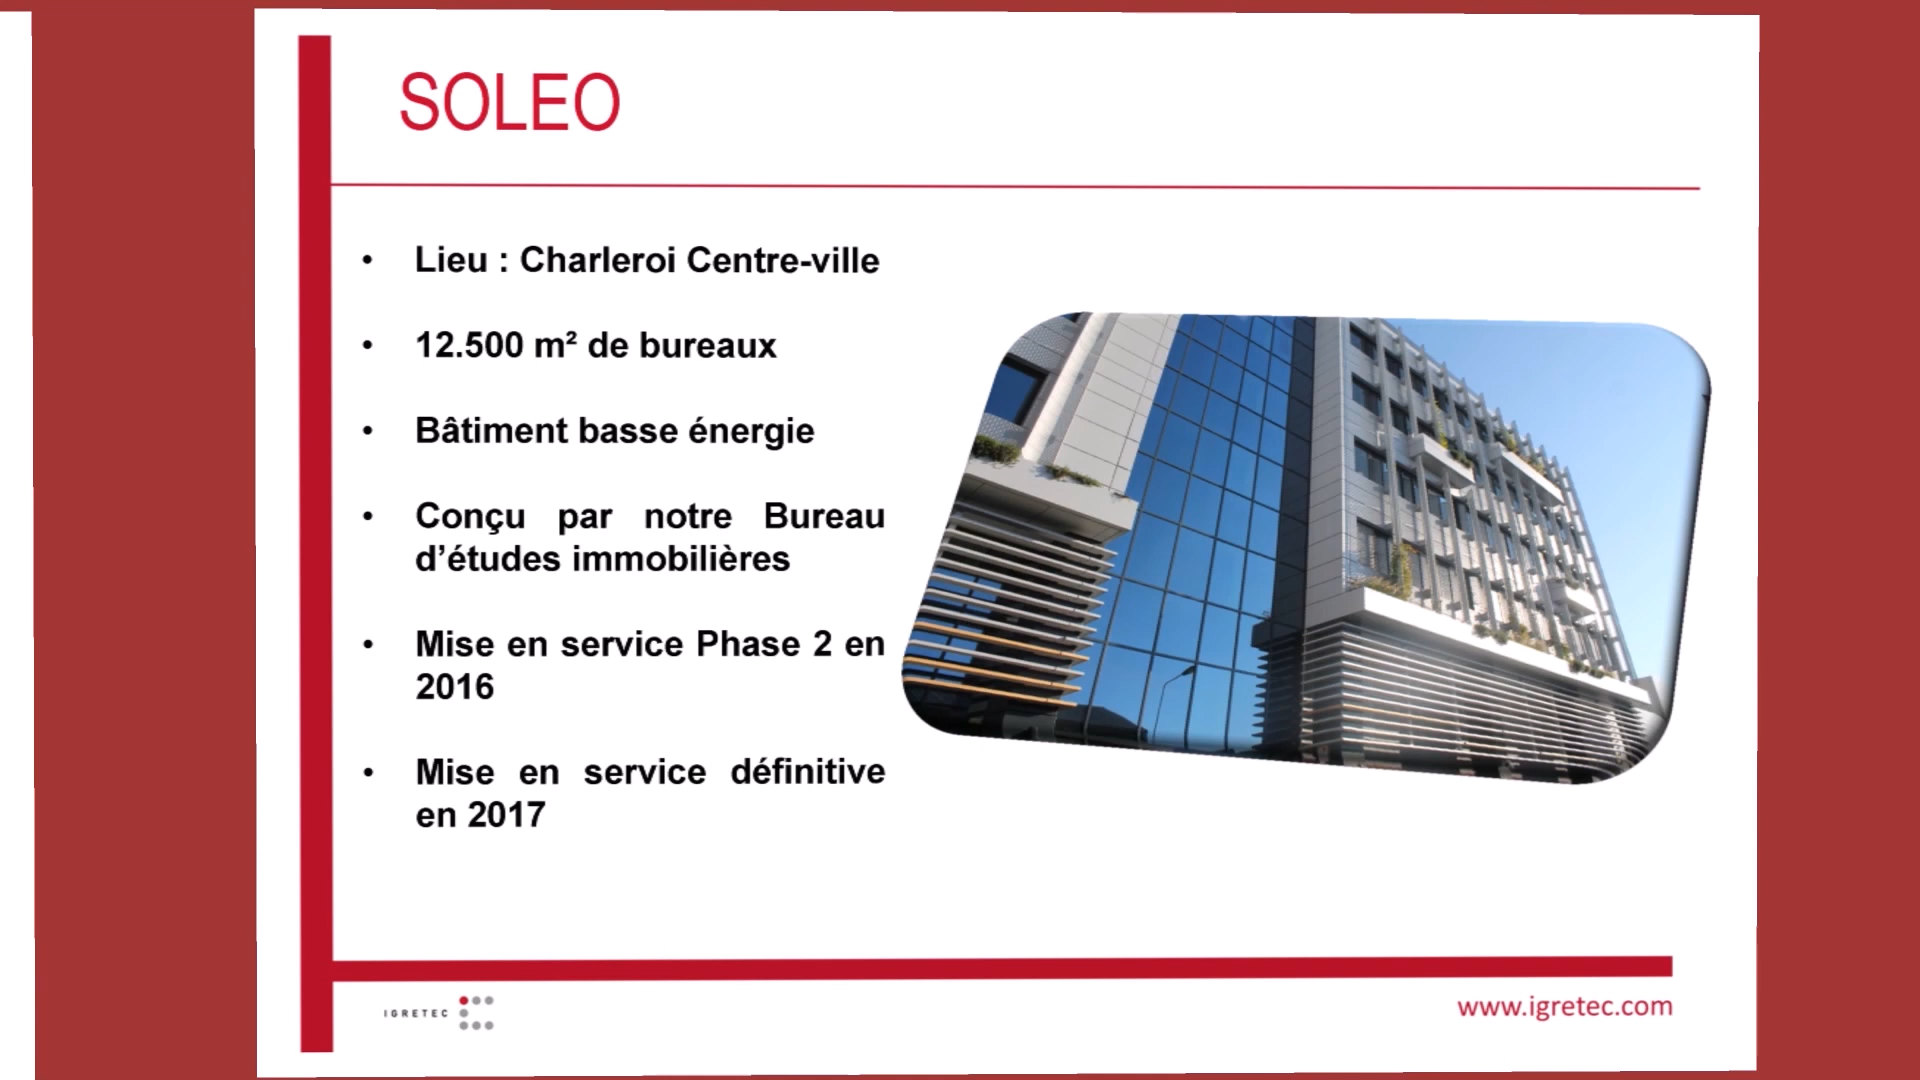 SOLEO
• Lieu : Charleroi Centre-ville
• 12.500 m² de bureaux
• Bâtiment basse énergie
• Conçu par notre Bureau
d’études immobilières
• Mise en service Phase 2 en
2016
• Mise en service définitive
en 2017
IGRETEC
www.igretec.com